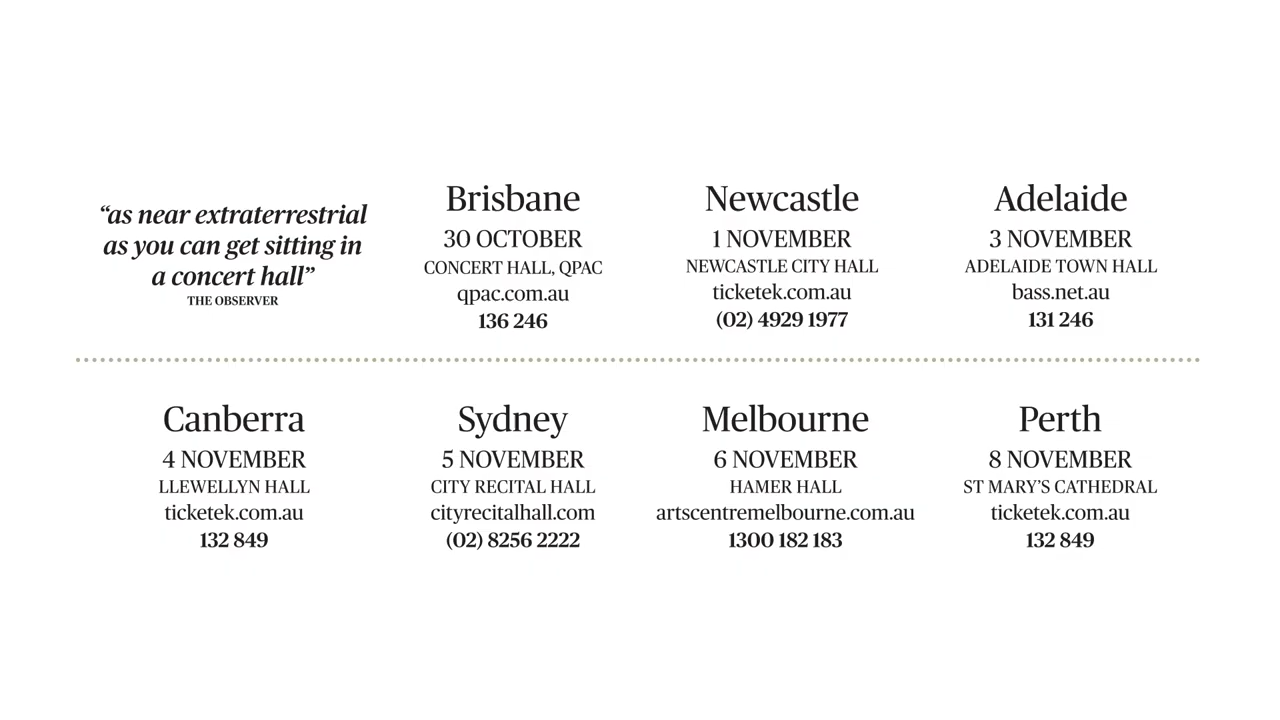 “as near extraterrestrial
as you can get sitting in
a concert hall”
THE OBSERVER
Brisbane
30 OCTOBER
CONCERT HALL, QPAC
qpac.com.au
136 246
Newcastle
1 NOVEMBER
NEWCASTLE CITY HALL
ticketek.com.au
(02) 4929 1977
Adelaide
3 NOVEMBER
ADELAIDE TOWN HALL
bass.net.au
131 246
Canberra
4 NOVEMBER
LLEWELLYN HALL
ticketek.com.au
132 849
Sydney
5 NOVEMBER
CITY RECITAL HALL
cityrecitalhall.com
(02) 8256 2222
Melbourne
6 NOVEMBER
HAMER HALL
artscentremelbourne.com.au
1300 182 183
Perth
8 NOVEMBER
ST MARY’S CATHEDRAL
ticketek.com.au
132 849